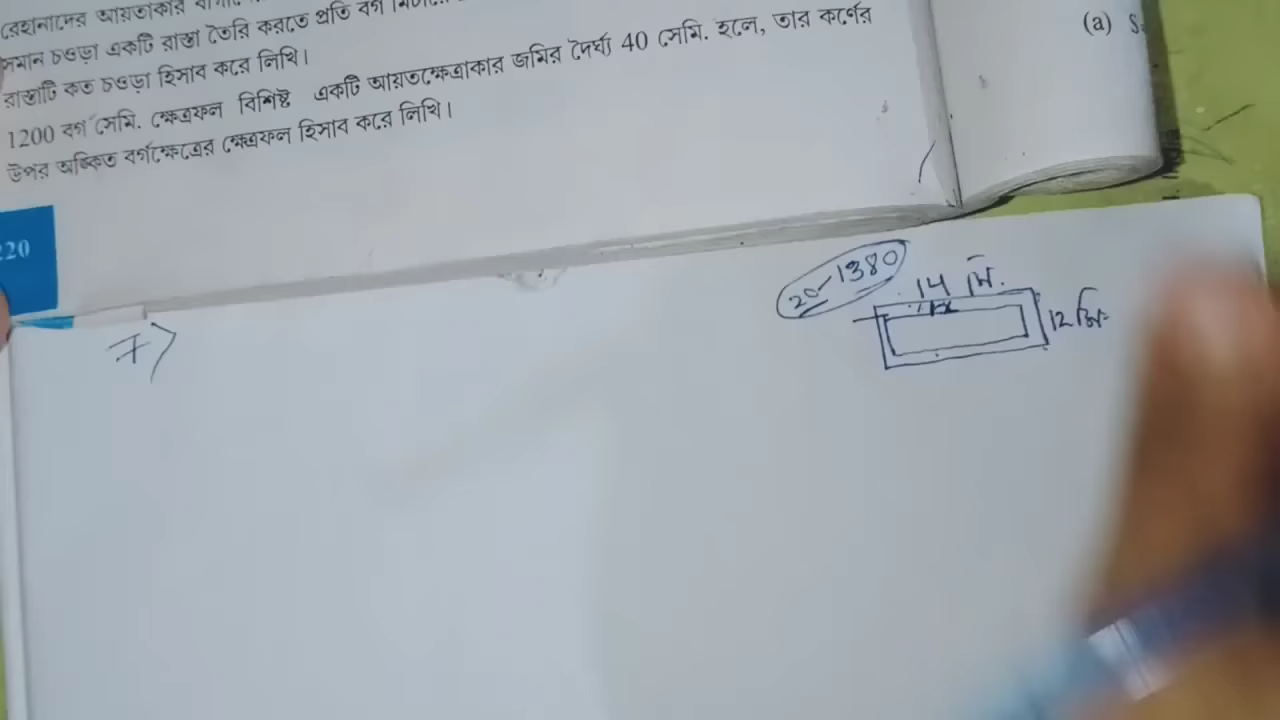 রেহানাদের আয়তাকার
সমান চওড়া একটি রাস্তা তৈরি করতে প্রতি বর্গ
রাস্তাটি কত চওড়া হিসাব করে লিখি।
1200 বর্গ সেমি. ক্ষেত্রফল বিশিষ্ট একটি আয়তক্ষেত্রাকার জমির দৈর্ঘ্য 40 সেমি. হলে, তার কর্ণের
উপর অঙ্কিত বর্গক্ষেত্রের ক্ষেত্রফল হিসাব করে লিখি।
(a)
220
7)
20-1380
14 মি.
12 মি.